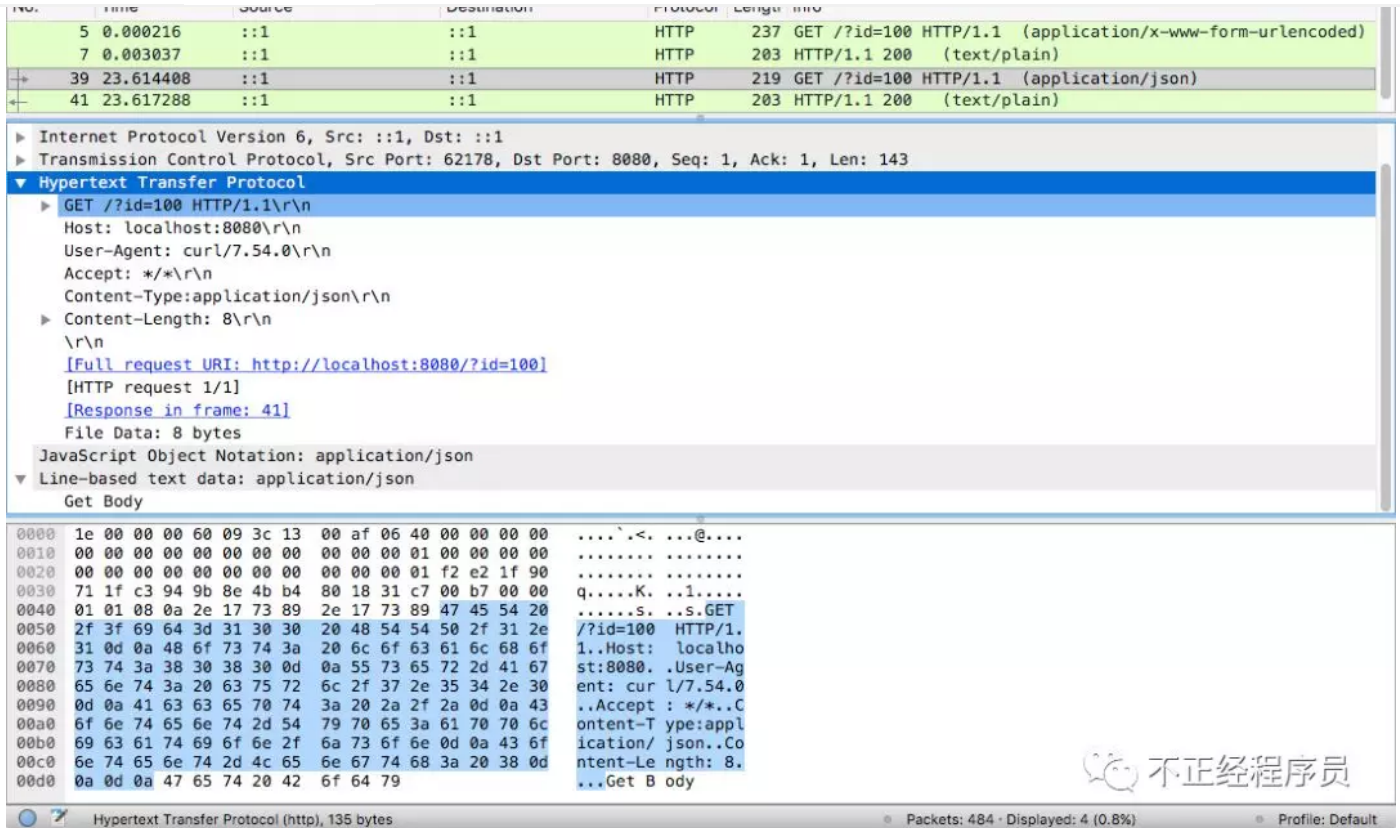 No. Time Source Destination Protocol Length Info
5 0.000216 ::1 ::1 HTTP 237 GET /?id=100 HTTP/1.1 (application/x-www-form-urlencoded)
7 0.003037 ::1 ::1 HTTP 203 HTTP/1.1 200 (text/plain)
39 23.614408 ::1 ::1 HTTP 219 GET /?id=100 HTTP/1.1 (application/json)
41 23.617288 ::1 ::1 HTTP 203 HTTP/1.1 200 (text/plain)
Internet Protocol Version 6, Src: ::1, Dst: ::1
Transmission Control Protocol, Src Port: 62178, Dst Port: 8080, Seq: 1, Ack: 1, Len: 143
Hypertext Transfer Protocol
GET /?id=100 HTTP/1.1\r\n
Host: localhost:8080\r\n
User-Agent: curl/7.54.0\r\n
Accept: */*\r\n
Content-Type:application/json\r\n
Content-Length: 8\r\n
\r\n
[Full request URI: http://localhost:8080/?id=100]
[HTTP request 1/1]
[Response in frame: 41]
File Data: 8 bytes
JavaScript Object Notation: application/json
Line-based text data: application/json
Get Body
0000 1e 00 00 00 60 09 3c 13 00 af 06 40 00 00 00 00 ....`.<. ...@....
0010 00 00 00 00 00 00 00 00 00 00 00 01 00 00 00 00 ........ ........
0020 00 00 00 00 00 00 00 00 00 00 00 01 f2 e2 1f 90 ........ ........
0030 71 1f c3 94 9b 8e 4b b4 80 18 31 c7 00 b7 00 00 q.....K. ..1.....
0040 01 01 08 0a 2e 17 73 89 2e 17 73 89 47 45 54 20 ......s. ..s.GET
0050 2f 3f 69 64 3d 31 30 30 20 48 54 54 50 2f 31 2e /?id=100 HTTP/1.
0060 31 0d 0a 48 6f 73 74 3a 20 6c 6f 63 61 6c 68 6f 1..Host: localho
0070 73 74 3a 38 30 38 30 0d 0a 55 73 65 72 2d 41 67 st:8080. .User-Ag
0080 65 6e 74 3a 20 63 75 72 6c 2f 37 2e 35 34 2e 30 ent: cur l/7.54.0
0090 0d 0a 41 63 63 65 70 74 3a 20 2a 2f 2a 0d 0a 43 ..Accept : */*..C
00a0 6f 6e 74 65 6e 74 2d 54 79 70 65 3a 61 70 70 6c ontent-T ype:appl
00b0 69 63 61 74 69 6f 6e 2f 6a 73 6f 6e 0d 0a 43 6f ication/ json..Co
00c0 6e 74 65 6e 74 2d 4c 65 6e 67 74 68 3a 20 38 0d ntent-Le ngth: 8.
00d0 0a 0d 0a 47 65 74 20 42 6f 64 79 ...Get B ody
不正经程序员
Hypertext Transfer Protocol (http), 135 bytes Packets: 484 · Displayed: 4 (0.8%) Profile: Default